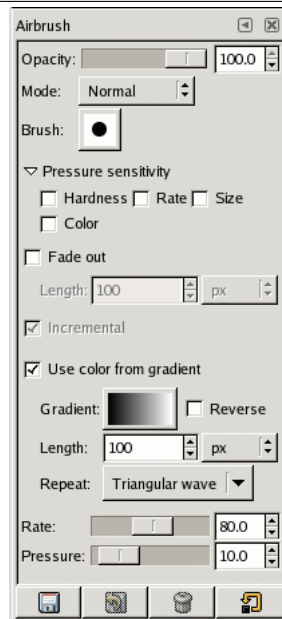 Airbrush
Opacity: 100.0
Mode: Normal
Brush:
Pressure sensitivity
Hardness Rate Size
Color
Fade out
Length: 100 px
Incremental
Use color from gradient
Gradient: Reverse
Length: 100 px
Repeat: Triangular wave
Rate: 80.0
Pressure: 10.0